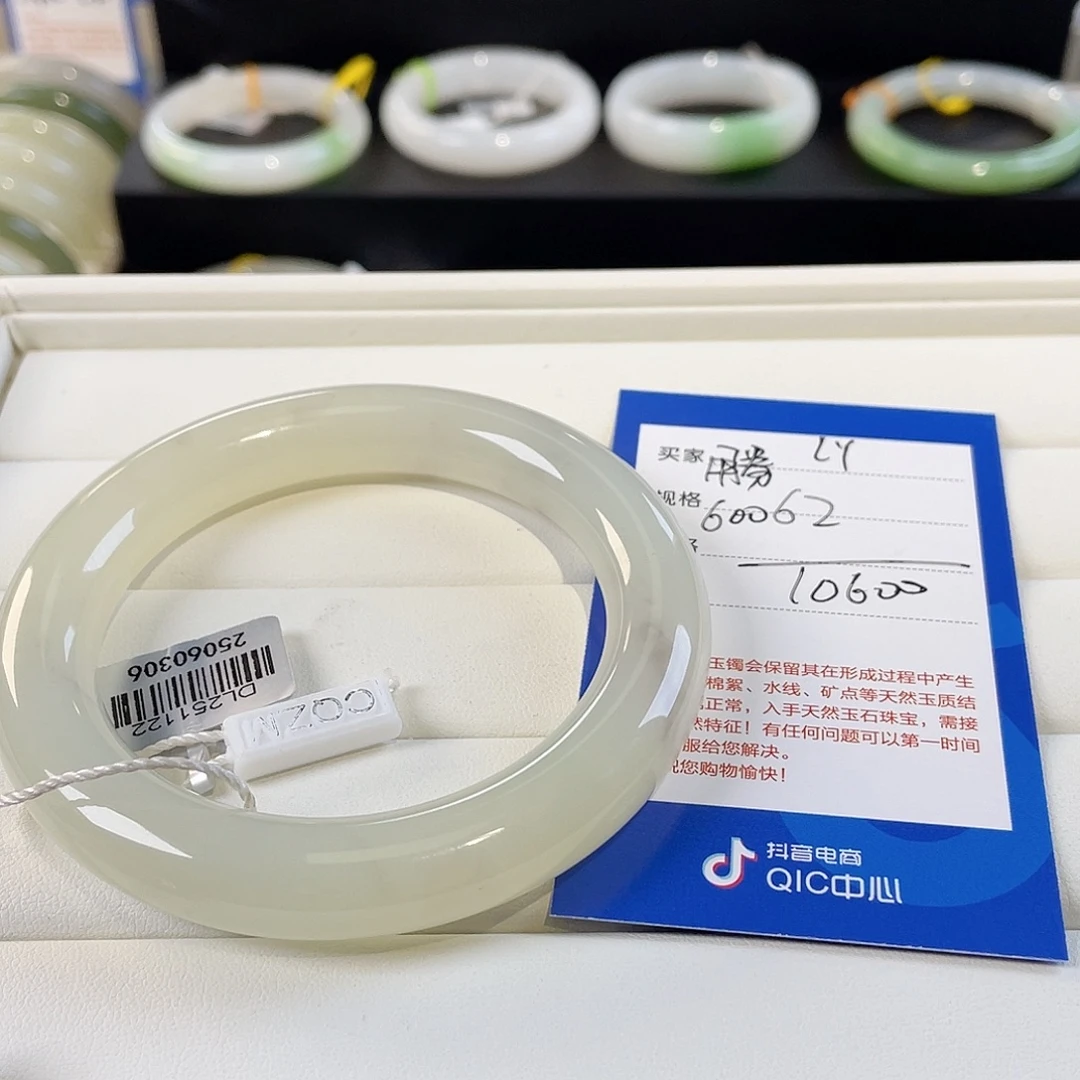 25060306
DL251122
CQZM
买家 腾 LY
规格 60062
10600
玉镯会保留其在形成过程中产生
棉絮、水线、矿点等天然玉质结
正常，入手天然玉石珠宝，需接
然特征！有任何问题可以第一时间
服给您解决。
祝您购物愉快！
抖音电商
QIC中心